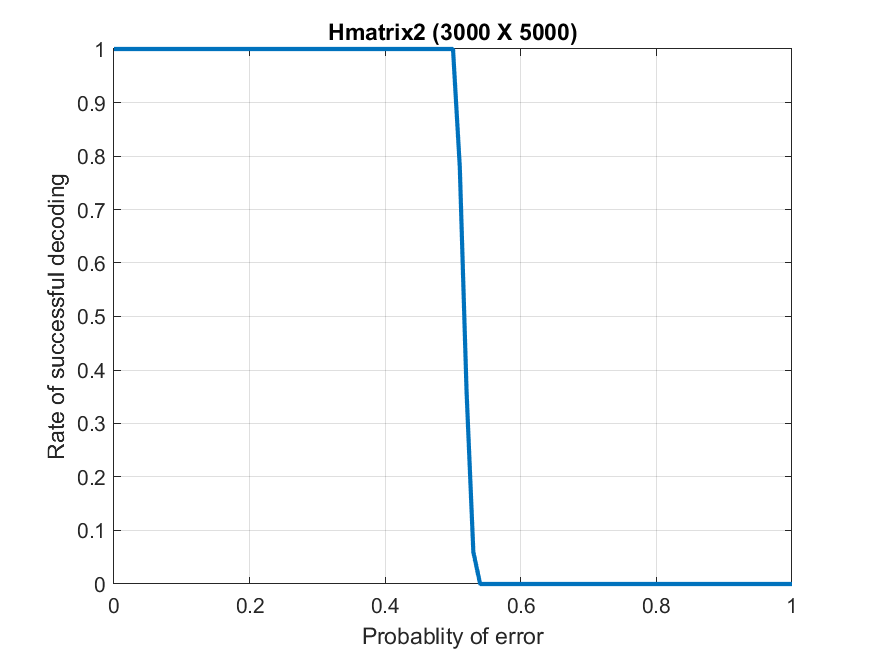 Hmatrix2 (3000 X 5000)
1
0.9
0.8
0.7
0.6
0.5
0.4
0.3
0.2
0.1
0
Rate of successful decoding
0 0.2 0.4 0.6 0.8 1
Probablity of error